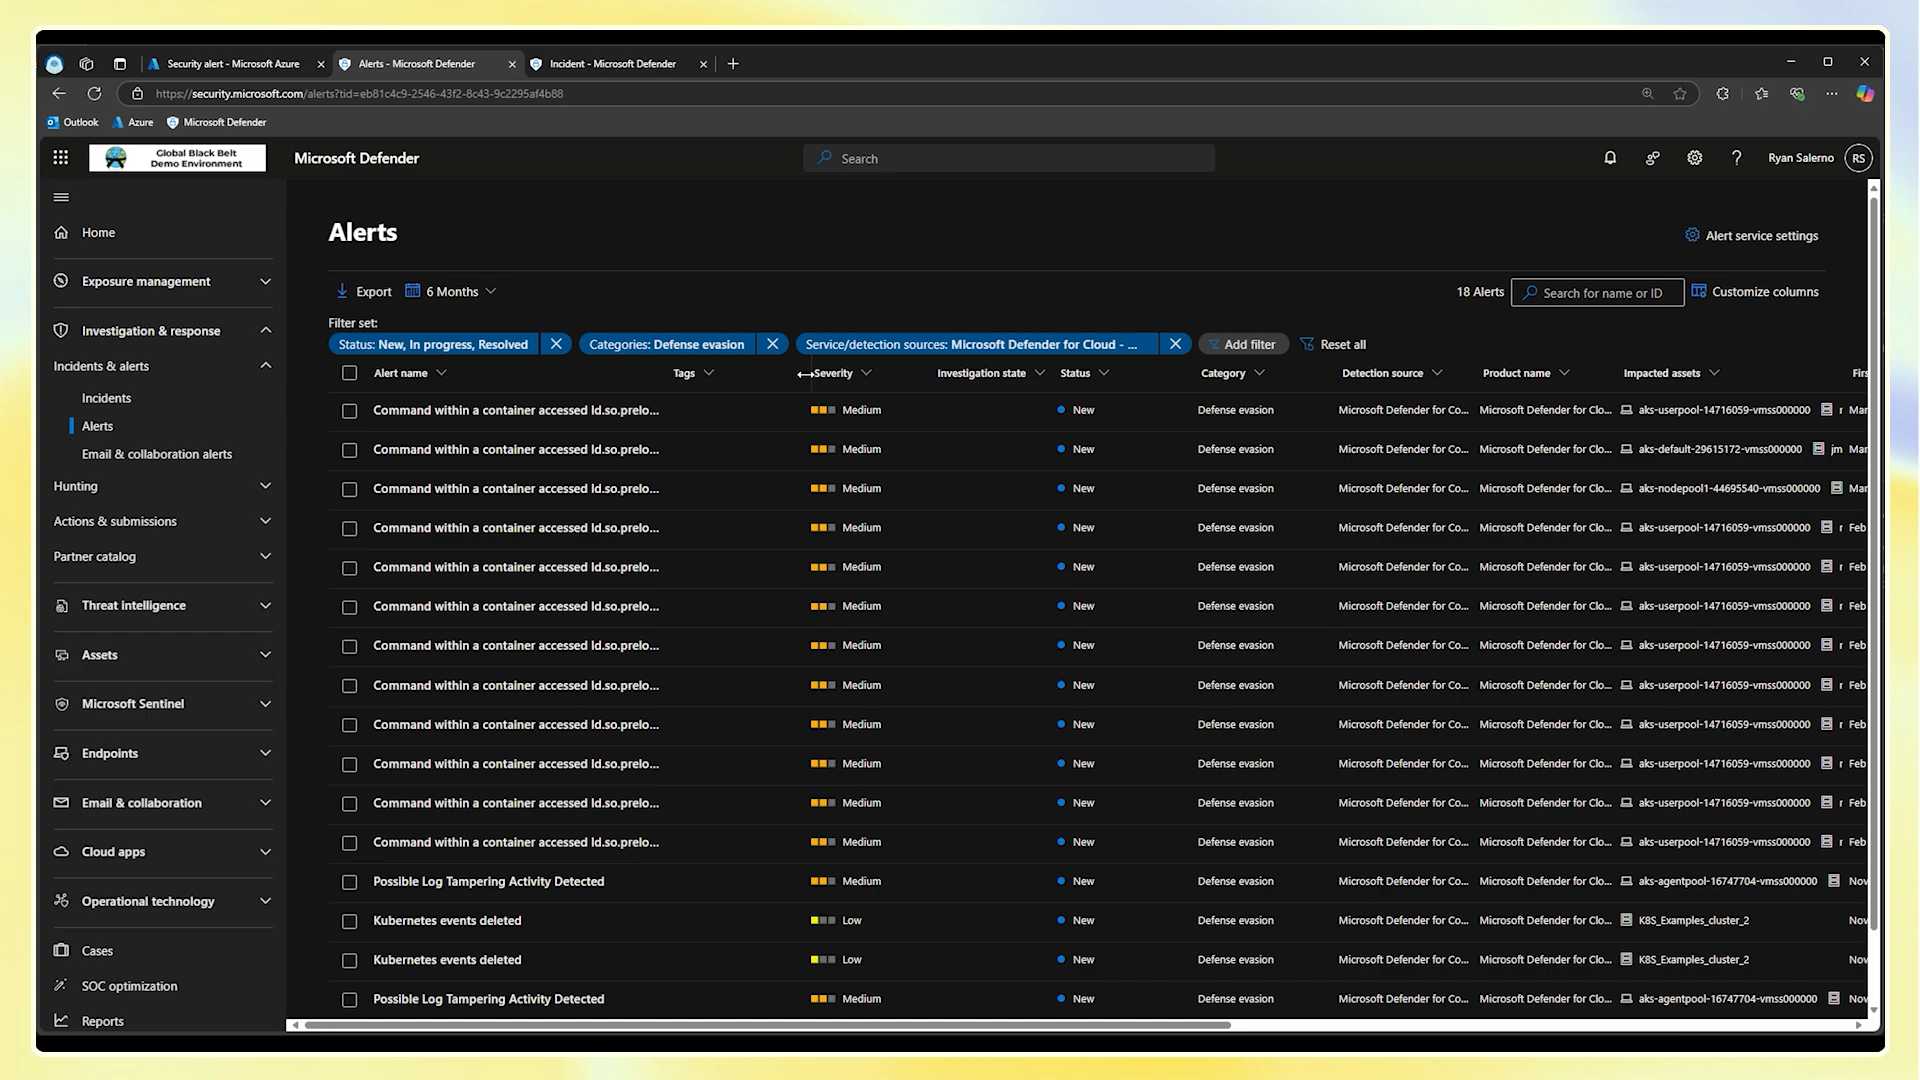 Security alert - Microsoft Azure
Alerts - Microsoft Defender
Incident - Microsoft Defender
https://security.microsoft.com/alerts?tid=eb81c4c9-2546-43f2-8c43-9c2295af4b88
Outlook Azure Microsoft Defender
Global Black Belt
Demo Environment
Microsoft Defender
Search
Ryan Salerno RS
Home
Exposure management
Investigation & response
Incidents & alerts
Incidents
Alerts
Email & collaboration alerts
Hunting
Actions & submissions
Partner catalog
Threat intelligence
Assets
Microsoft Sentinel
Endpoints
Email & collaboration
Cloud apps
Operational technology
Cases
SOC optimization
Reports
Alerts
Alert service settings
Export 6 Months
18 Alerts Search for name or ID Customize columns
Filter set:
Status: New, In progress, Resolved Categories: Defense evasion Service/detection sources: Microsoft Defender for Cloud - ... Add filter Reset all
Alert name Tags Severity Investigation state Status Category Detection source Product name Impacted assets Firs
Command within a container accessed ld.so.prelo... Medium New Defense evasion Microsoft Defender for Co... Microsoft Defender for Clo... aks-userpool-14716059-vmss000000 r Mar
Command within a container accessed ld.so.prelo... Medium New Defense evasion Microsoft Defender for Co... Microsoft Defender for Clo... aks-default-29615172-vmss000000 jm Mar
Command within a container accessed ld.so.prelo... Medium New Defense evasion Microsoft Defender for Co... Microsoft Defender for Clo... aks-nodepool1-44695540-vmss000000 Mar
Command within a container accessed ld.so.prelo... Medium New Defense evasion Microsoft Defender for Co... Microsoft Defender for Clo... aks-userpool-14716059-vmss000000 r Feb
Command within a container accessed ld.so.prelo... Medium New Defense evasion Microsoft Defender for Co... Microsoft Defender for Clo... aks-userpool-14716059-vmss000000 r Feb
Command within a container accessed ld.so.prelo... Medium New Defense evasion Microsoft Defender for Co... Microsoft Defender for Clo... aks-userpool-14716059-vmss000000 r Feb
Command within a container accessed ld.so.prelo... Medium New Defense evasion Microsoft Defender for Co... Microsoft Defender for Clo... aks-userpool-14716059-vmss000000 r Feb
Command within a container accessed ld.so.prelo... Medium New Defense evasion Microsoft Defender for Co... Microsoft Defender for Clo... aks-userpool-14716059-vmss000000 r Feb
Command within a container accessed ld.so.prelo... Medium New Defense evasion Microsoft Defender for Co... Microsoft Defender for Clo... aks-userpool-14716059-vmss000000 r Feb
Command within a container accessed ld.so.prelo... Medium New Defense evasion Microsoft Defender for Co... Microsoft Defender for Clo... aks-userpool-14716059-vmss000000 r Feb
Command within a container accessed ld.so.prelo... Medium New Defense evasion Microsoft Defender for Co... Microsoft Defender for Clo... aks-userpool-14716059-vmss000000 r Feb
Command within a container accessed ld.so.prelo... Medium New Defense evasion Microsoft Defender for Co... Microsoft Defender for Clo... aks-userpool-14716059-vmss000000 r Feb
Possible Log Tampering Activity Detected Medium New Defense evasion Microsoft Defender for Co... Microsoft Defender for Clo... aks-agentpool-16747704-vmss000000 Nov
Kubernetes events deleted Low New Defense evasion Microsoft Defender for Co... Microsoft Defender for Clo... K8S_Examples_cluster_2 Nov
Kubernetes events deleted Low New Defense evasion Microsoft Defender for Co... Microsoft Defender for Clo... K8S_Examples_cluster_2 Nov
Possible Log Tampering Activity Detected Medium New Defense evasion Microsoft Defender for Co... Microsoft Defender for Clo... aks-agentpool-16747704-vmss000000 Nov